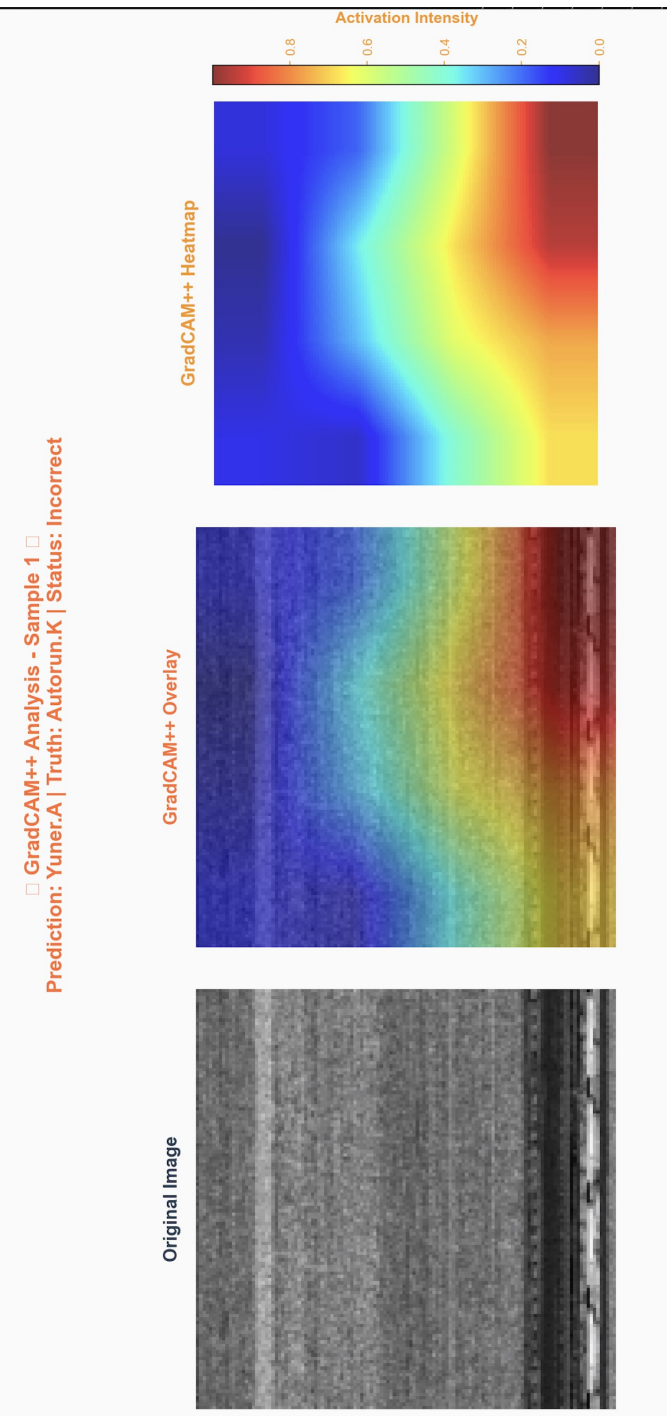 □ GradCAM++ Analysis - Sample 1 □
Prediction: Yuner.A | Truth: Autorun.K | Status: Incorrect
Original Image
GradCAM++ Overlay
GradCAM++ Heatmap
0.8
0.6
0.4
0.2
0.0
Activation Intensity